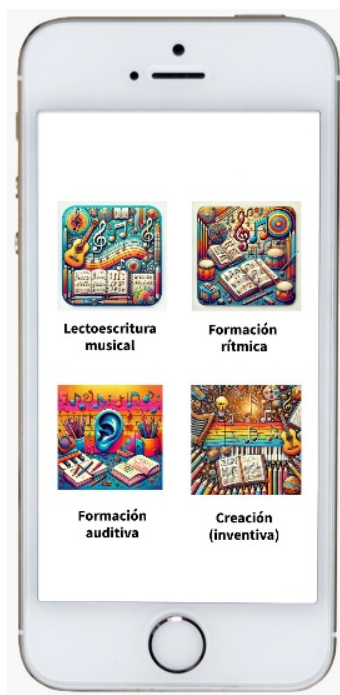 Lectoescritura
musical
Formación
rítmica
Formación
auditiva
Creación
(inventiva)